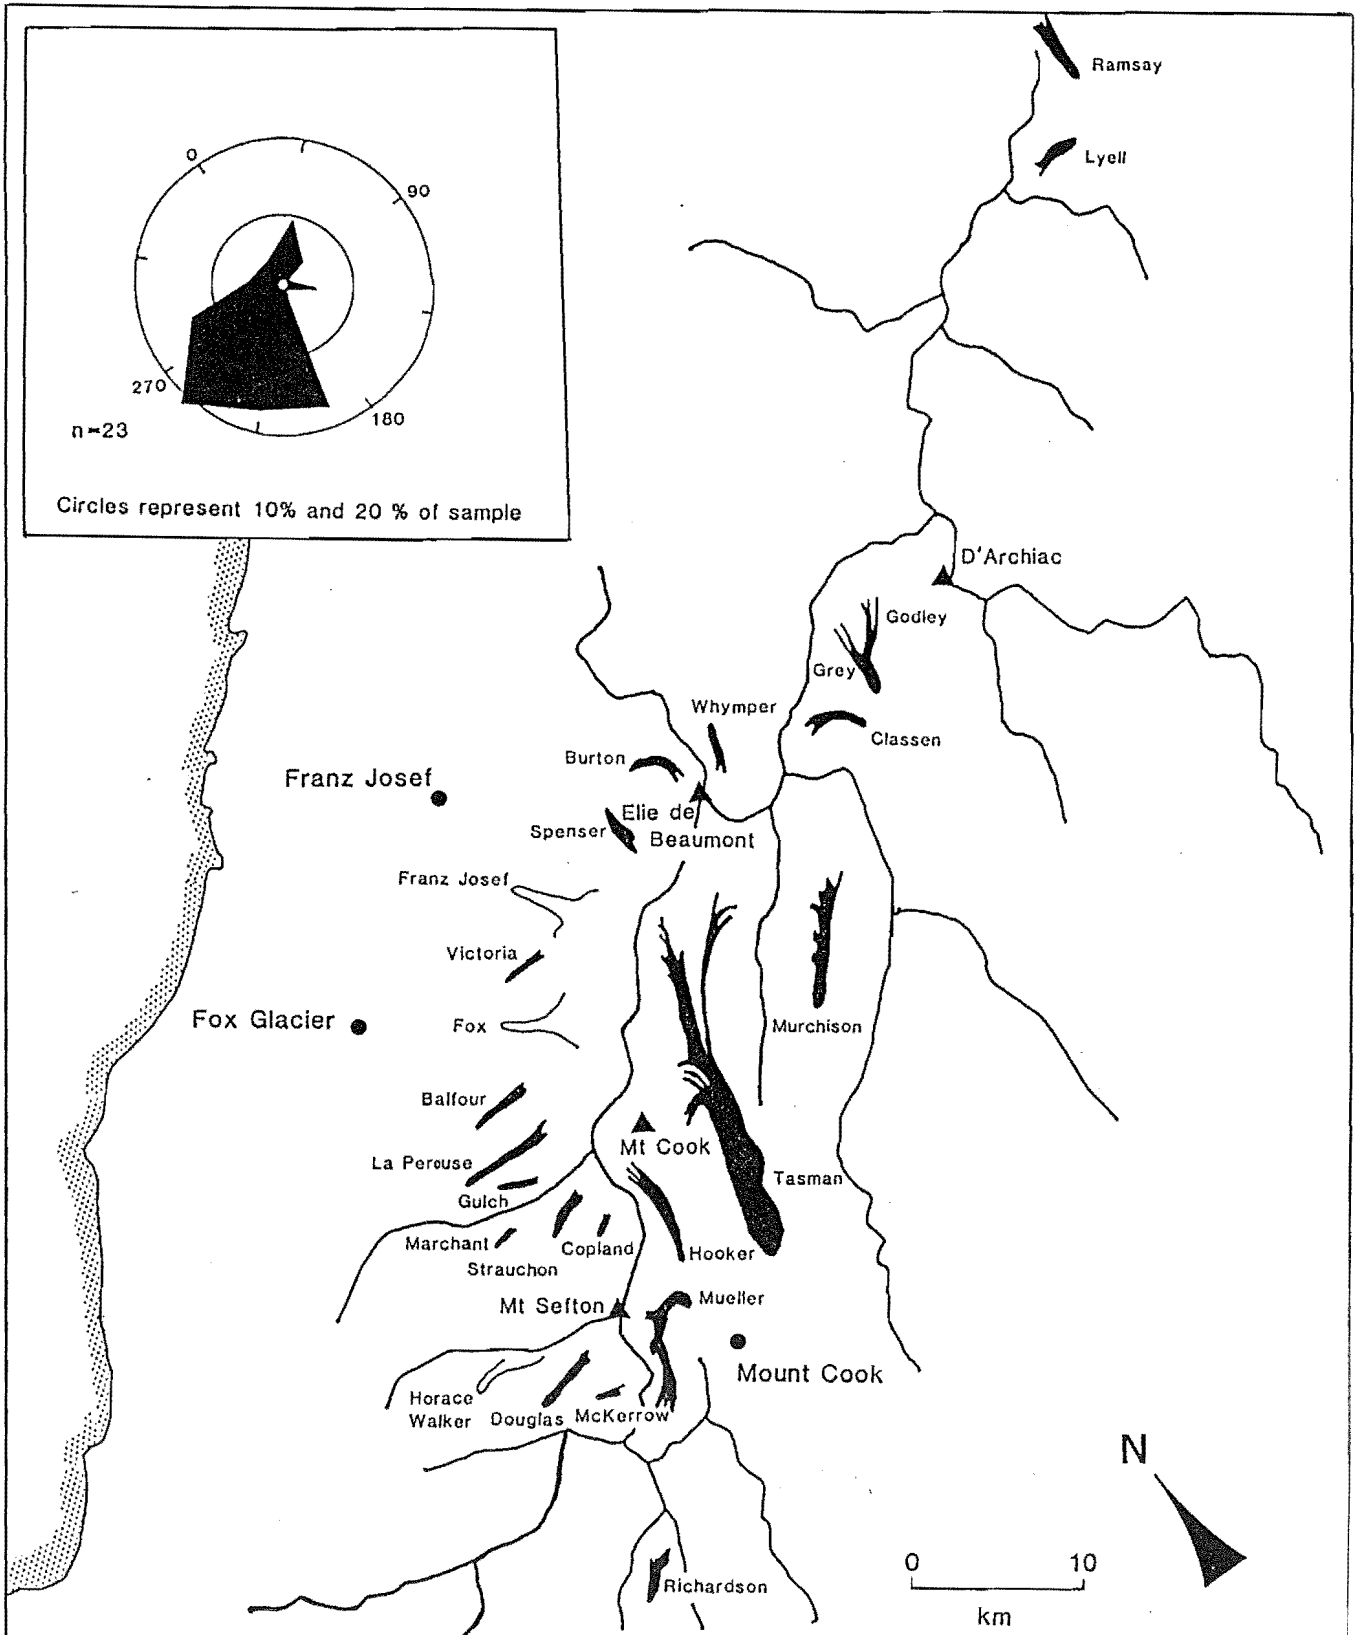 Ramsay
Lyell
0
90
270
180
n=23
Circles represent 10% and 20 % of sample
D'Archiac
Godley
Grey
Whymper
Classen
Burton
Franz Josef
Elie de
Beaumont
Spenser
Franz Josef
Victoria
Fox Glacier
Fox
Murchison
Balfour
Mt Cook
La Perouse
Tasman
Gulch
Marchant
Copland
Hooker
Strauchon
Mt Sefton
Mueller
Mount Cook
Horace
Walker
Douglas
McKerrow
N
0
10
km
Richardson